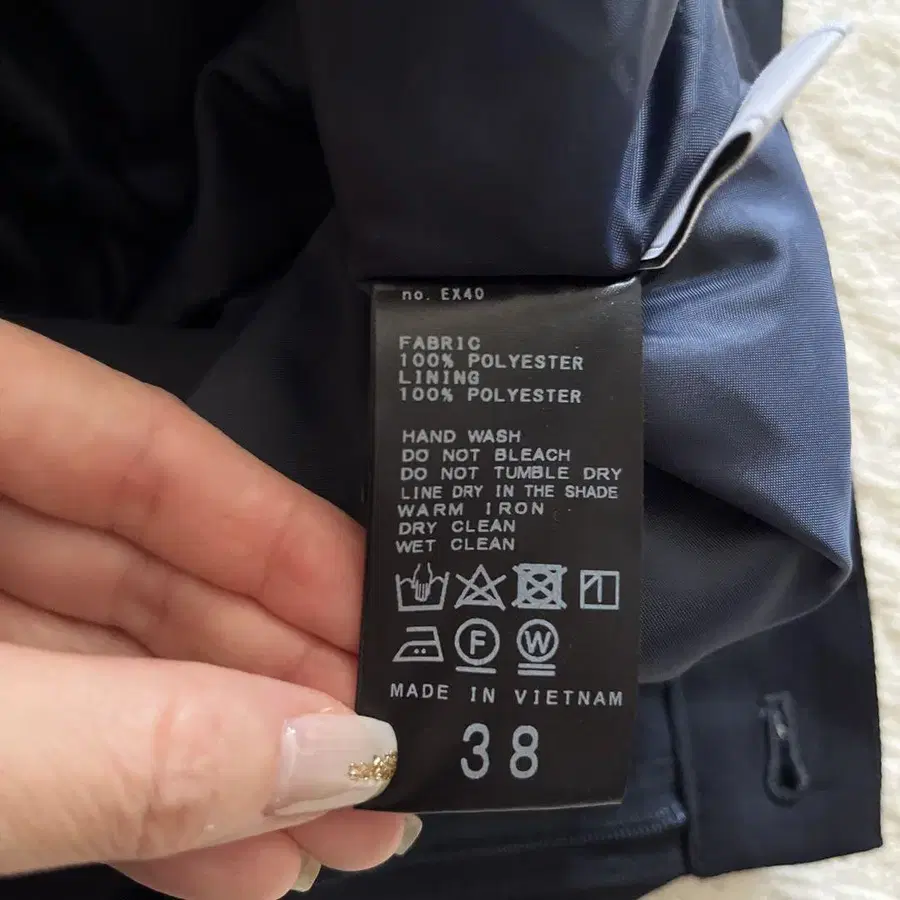 no. EX40
FABRIC
100% POLYESTER
LINING
100% POLYESTER
HAND WASH
DO NOT BLEACH
DO NOT TUMBLE DRY
LINE DRY IN THE SHADE
WARM IRON
DRY CLEAN
WET CLEAN
F W
MADE IN VIETNAM
38